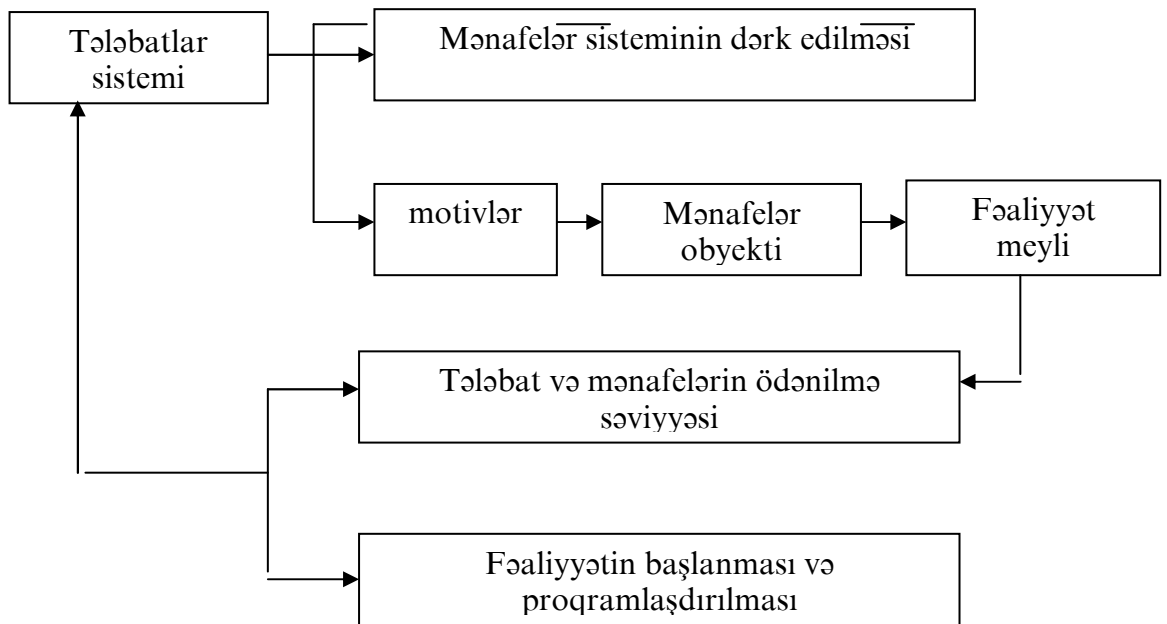 Tələbatlar
sistemi
Mənafelər sisteminin dərk edilməsi
motivlər
Mənafelər
obyekti
Fəaliyyət
meyli
Tələbat və mənafelərin ödənilmə
səviyyəsi
Fəaliyyətin başlanması və
proqramlaşdırılması